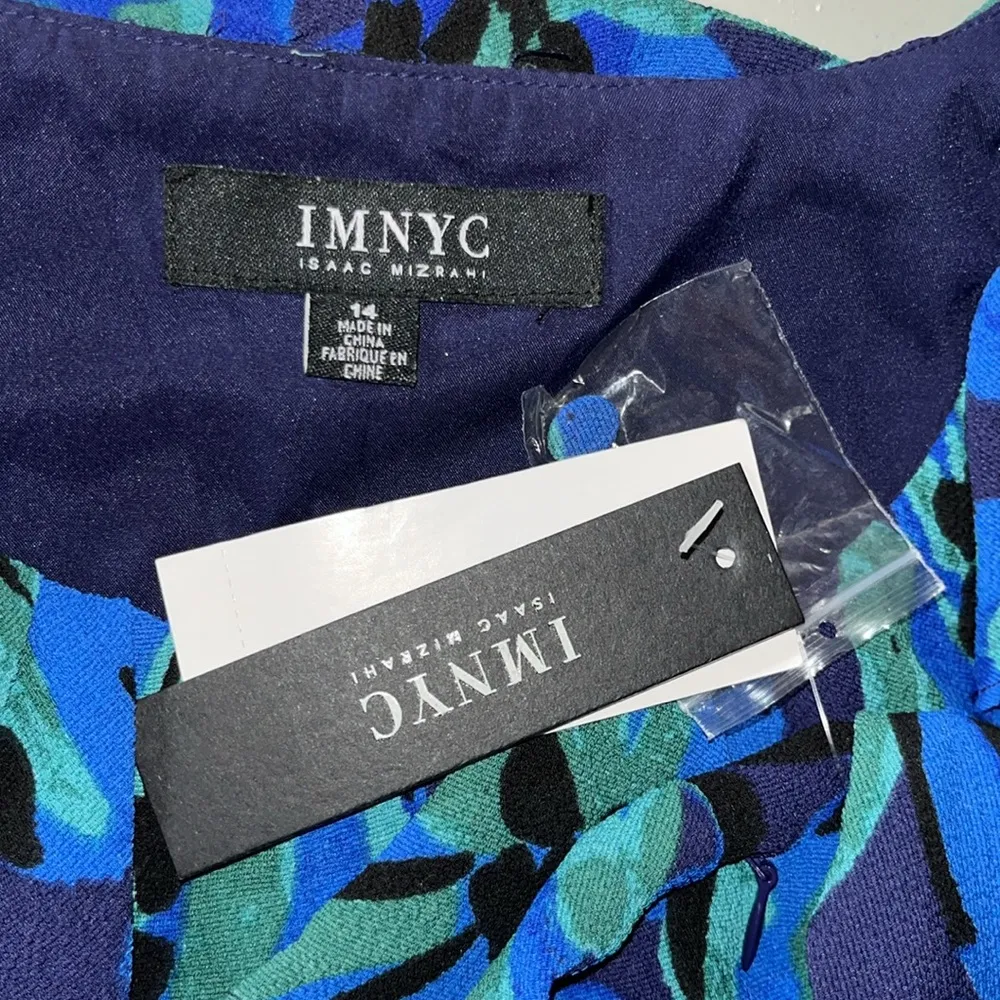 IMNYC
ISAAC MIZRAHI
14
MADE IN
CHINA
FABRIQUE EN
CHINE
IMNYC
ISAAC MIZRAHI